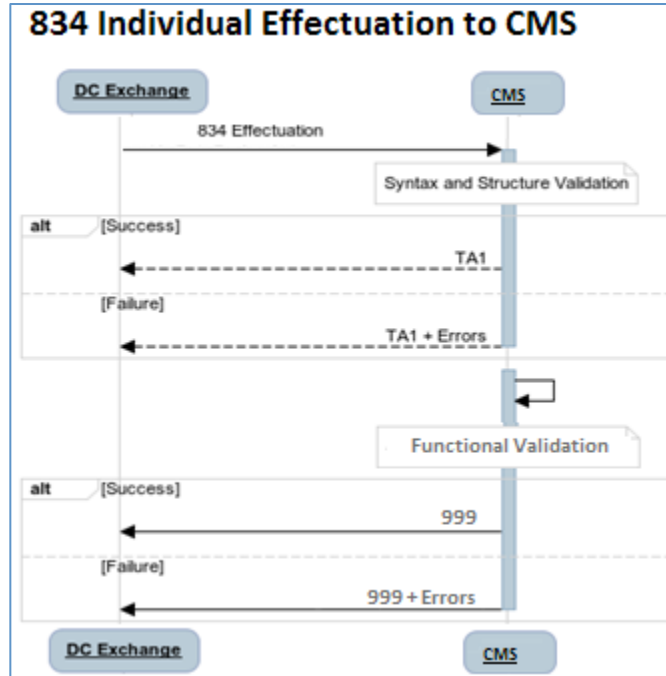 834 Individual Effectuation to CMS
DC Exchange
CMS
834 Effectuation
Syntax and Structure Validation
alt [Success]
TA1
[Failure]
TA1 + Errors
Functional Validation
alt [Success]
999
[Failure]
999 + Errors
DC Exchange
CMS